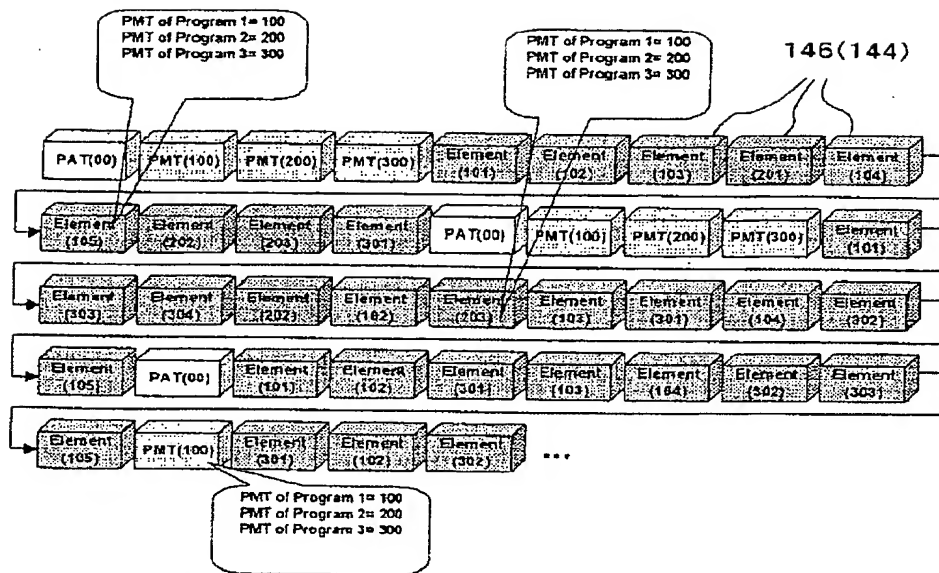 PMT of Program 1= 100
PMT of Program 2= 200
PMT of Program 3= 300
PMT of Program 1= 100
PMT of Program 2= 200
PMT of Program 3= 300
146(144)
PAT(00) PMT(100) PMT(200) PMT(300) Element (101) Element (102) Element (103) Element (201) Element (104)
Element (105) Element (202) Element (203) Element (301) PAT(00) PMT(100) PMT(200) PMT(300) Element (101)
Element (303) Element (304) Element (202) Element (102) Element (203) Element (103) Element (301) Element (104) Element (302)
Element (105) PAT(00) Element (101) Element (102) Element (301) Element (103) Element (104) Element (302) Element (303)
Element (105) PMT(100) Element (301) Element (102) Element (302) ...
PMT of Program 1= 100
PMT of Program 2= 200
PMT of Program 3= 300